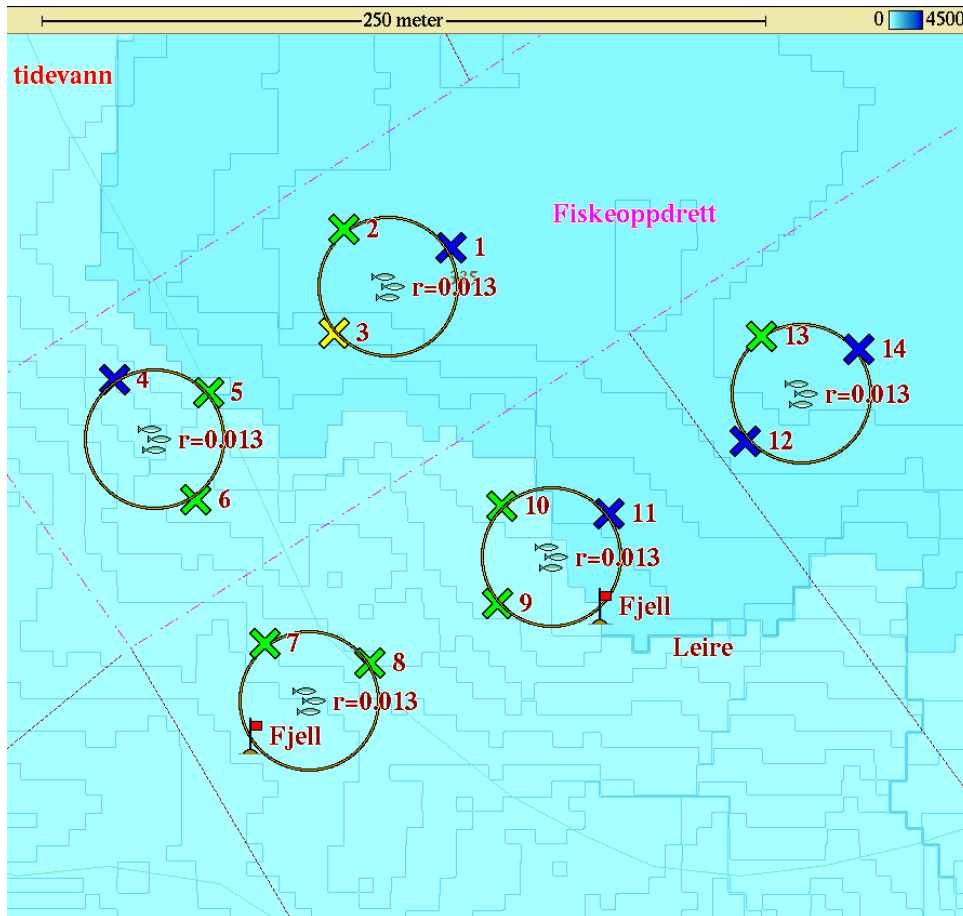 250 meter
0 4500
tidevann
Fiskeoppdrett
2
1
335
r=0.013
3
13
14
4
5
r=0.013
r=0.013
12
6
10
11
r=0.013
9
Fjell
7
8
Leire
r=0.013
Fjell